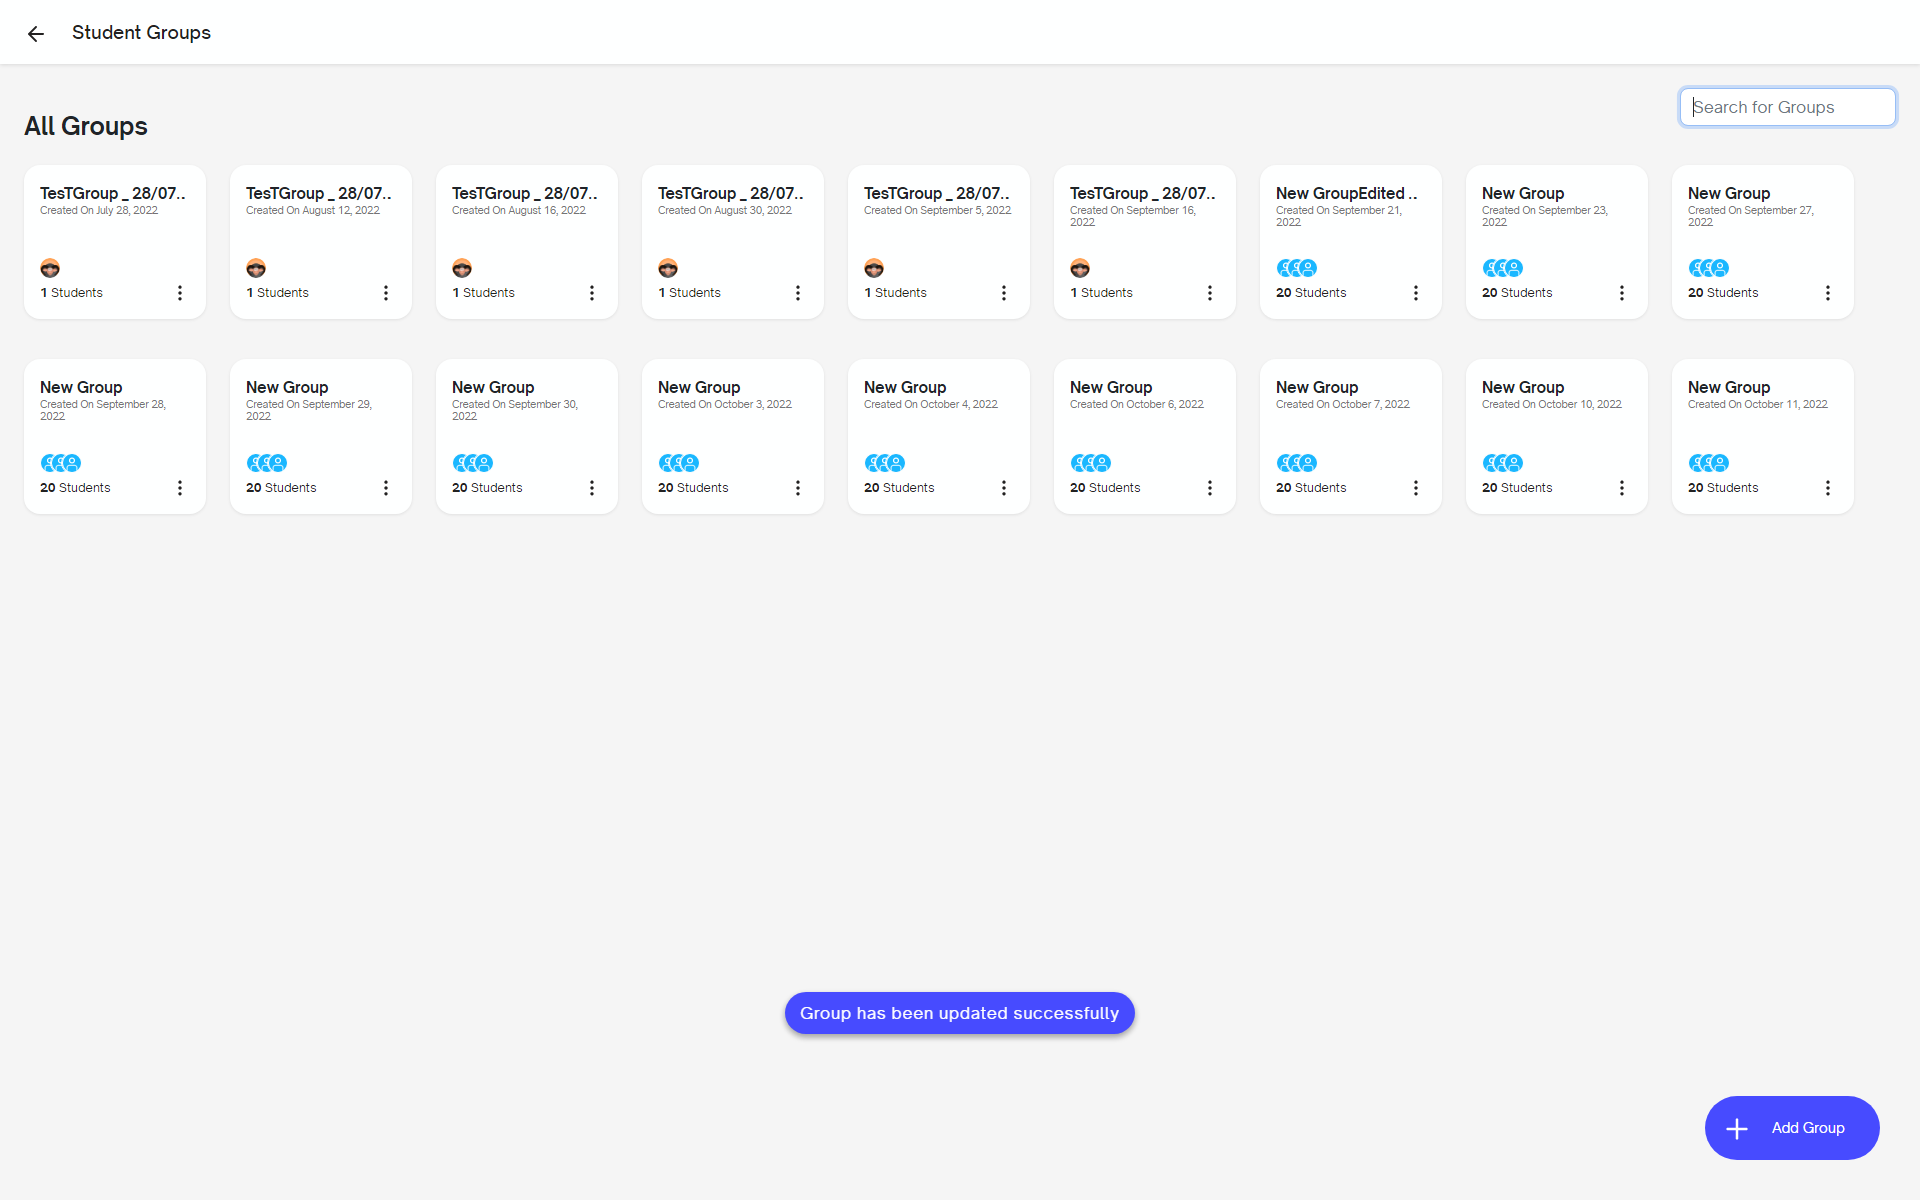 Student Groups
All Groups
Search for Groups
TesTGroup _ 28/07..
Created On July 28, 2022
1 Students
TesTGroup _ 28/07..
Created On August 12, 2022
1 Students
TesTGroup _ 28/07..
Created On August 16, 2022
1 Students
TesTGroup _ 28/07..
Created On August 30, 2022
1 Students
TesTGroup _ 28/07..
Created On September 5, 2022
1 Students
TesTGroup _ 28/07..
Created On September 16,
2022
1 Students
New GroupEdited ..
Created On September 21,
2022
20 Students
New Group
Created On September 23,
2022
20 Students
New Group
Created On September 27,
2022
20 Students
New Group
Created On September 28,
2022
20 Students
New Group
Created On September 29,
2022
20 Students
New Group
Created On September 30,
2022
20 Students
New Group
Created On October 3, 2022
20 Students
New Group
Created On October 4, 2022
20 Students
New Group
Created On October 6, 2022
20 Students
New Group
Created On October 7, 2022
20 Students
New Group
Created On October 10, 2022
20 Students
New Group
Created On October 11, 2022
20 Students
Group has been updated successfully
Add Group